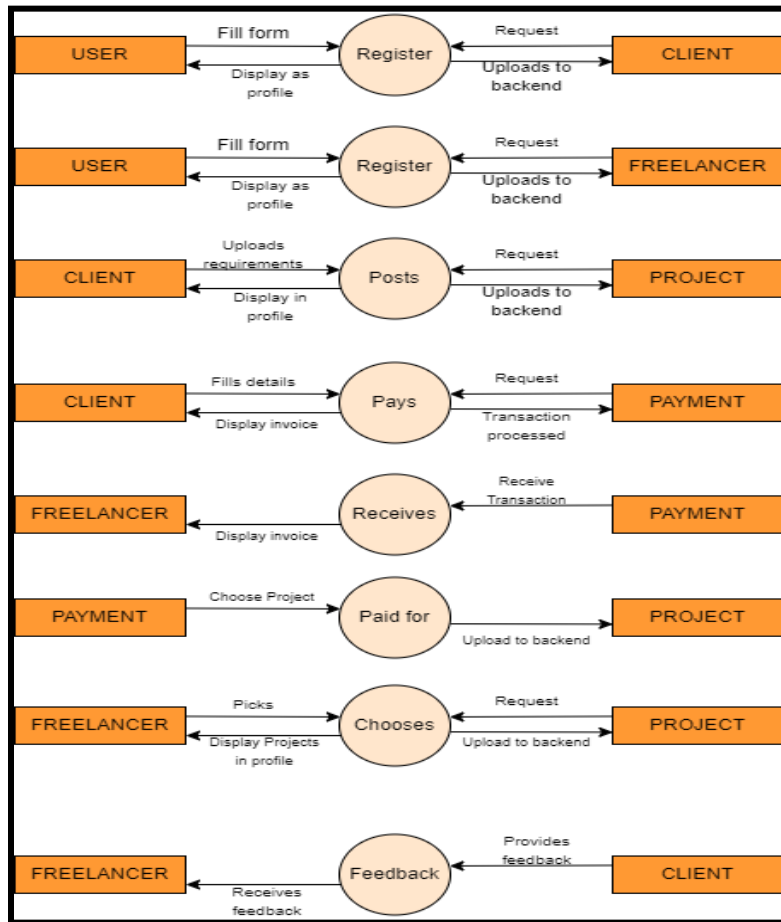 Fill form
Request
USER
Register
CLIENT
Display as
profile
Uploads to
backend
Fill form
Request
USER
Register
FREELANCER
Display as
profile
Uploads to
backend
Uploads
requirements
Request
CLIENT
Posts
PROJECT
Display in
profile
Uploads to
backend
Fills details
Request
CLIENT
Pays
PAYMENT
Display invoice
Transaction
processed
Receive
Transaction
FREELANCER
Receives
PAYMENT
Display invoice
Choose Project
PAYMENT
Paid for
PROJECT
Upload to backend
Picks
Request
FREELANCER
Chooses
PROJECT
Display Projects
in profile
Upload to backend
Provides
feedback
FREELANCER
Feedback
CLIENT
Receives
feedback